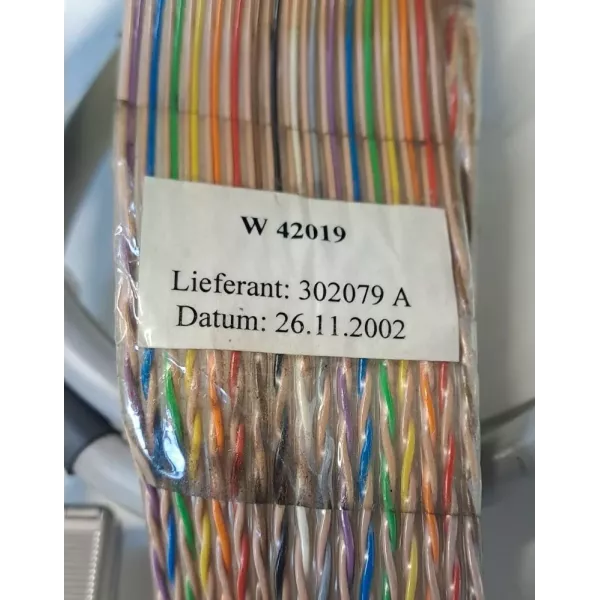 W 42019
Lieferant: 302079 A
Datum: 26.11.2002